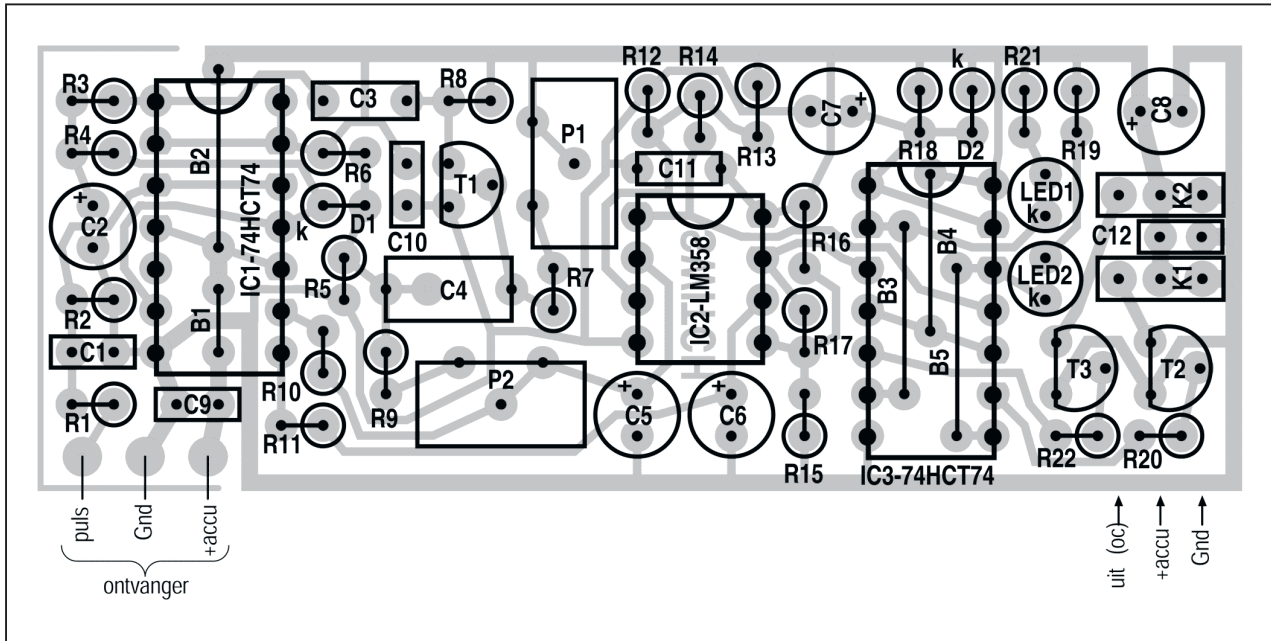 R12
R14
k
R21
R3
R8
C3
C7
+
C8
+
P1
R4
B2
R6
C11
R13
R18
D2
R19
T1
LED1
k
K2
+
C2
IC1-74HCT74
k
D1
C10
R16
B4
C12
R5
C4
R7
IC2-LM358
B3
LED2
k
K1
R2
B1
C1
R17
B5
T3
T2
R10
P2
R1
C9
R9
+
C5
+
C6
R11
R15
IC3-74HCT74
R22
R20
puls
Gnd
+accu
ontvanger
uit (oc)
+accu
Gnd